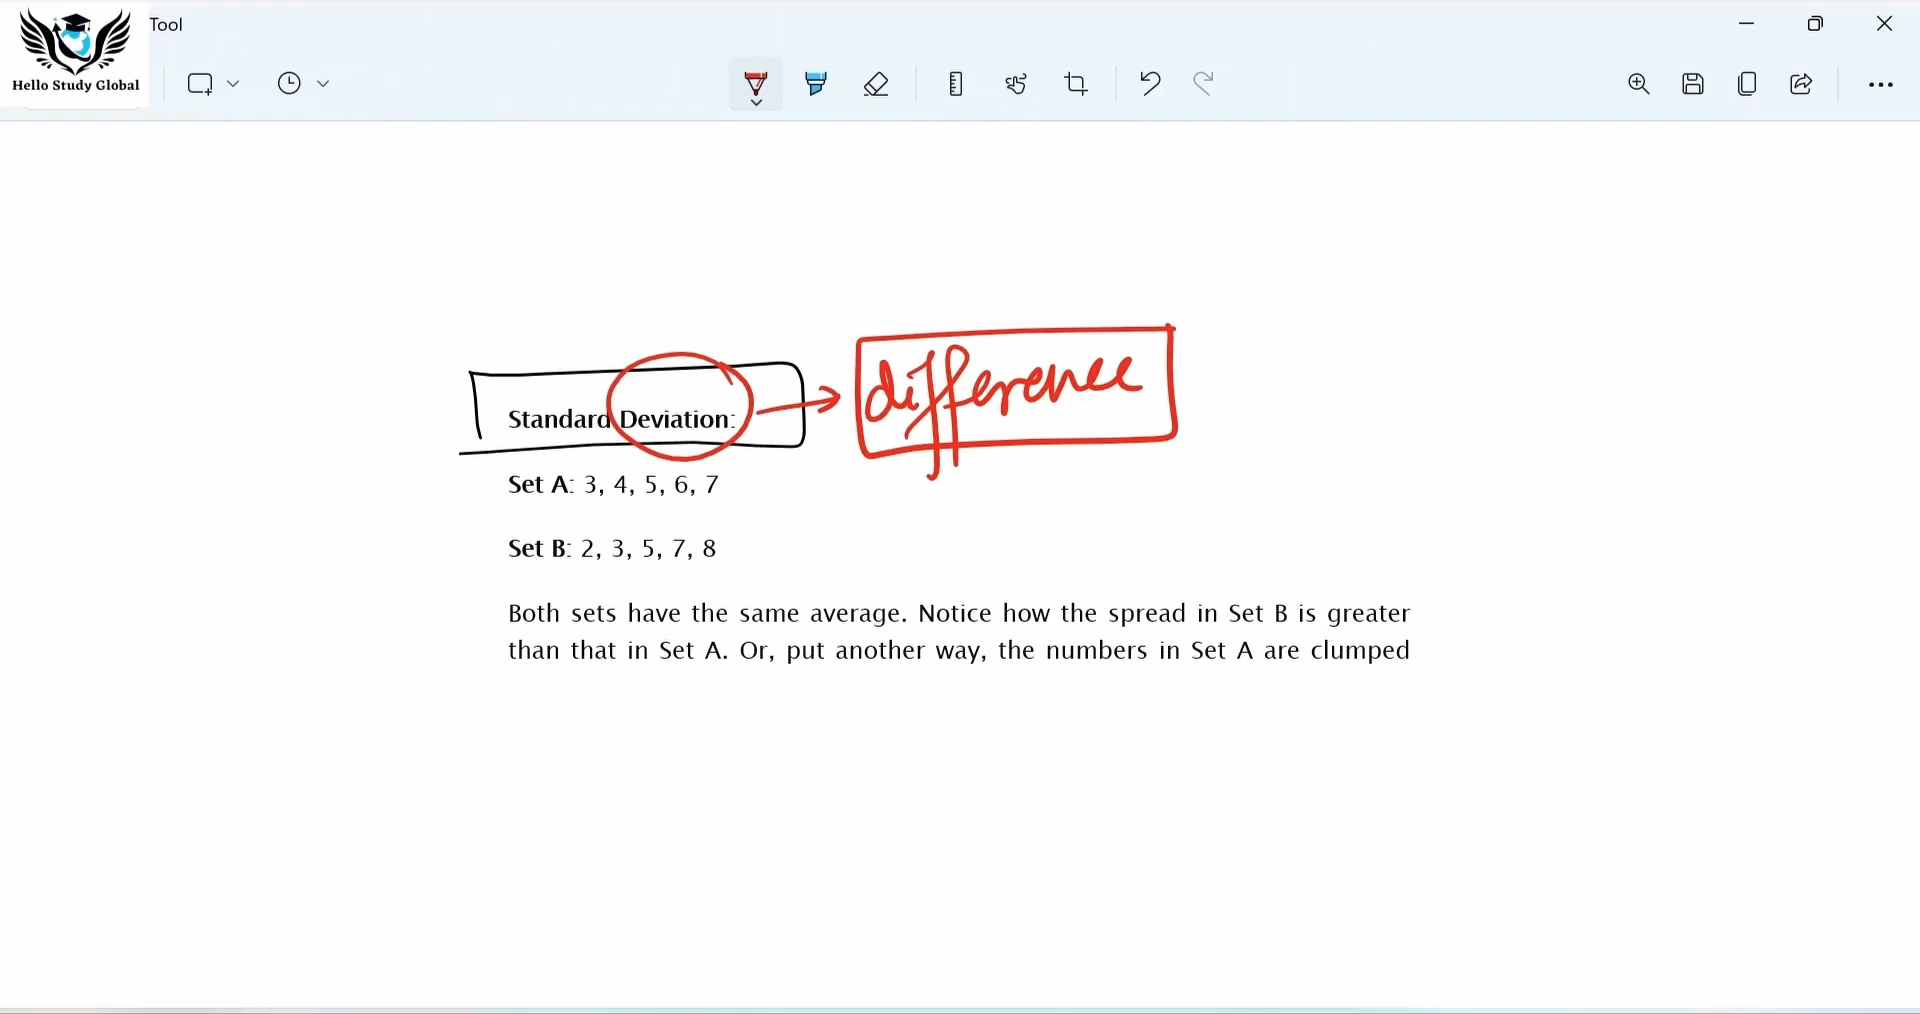 Tool
Hello Study Global
difference
Standard Deviation:
Set A: 3, 4, 5, 6, 7
Set B: 2, 3, 5, 7, 8
Both sets have the same average. Notice how the spread in Set B is greater
than that in Set A. Or, put another way, the numbers in Set A are clumped